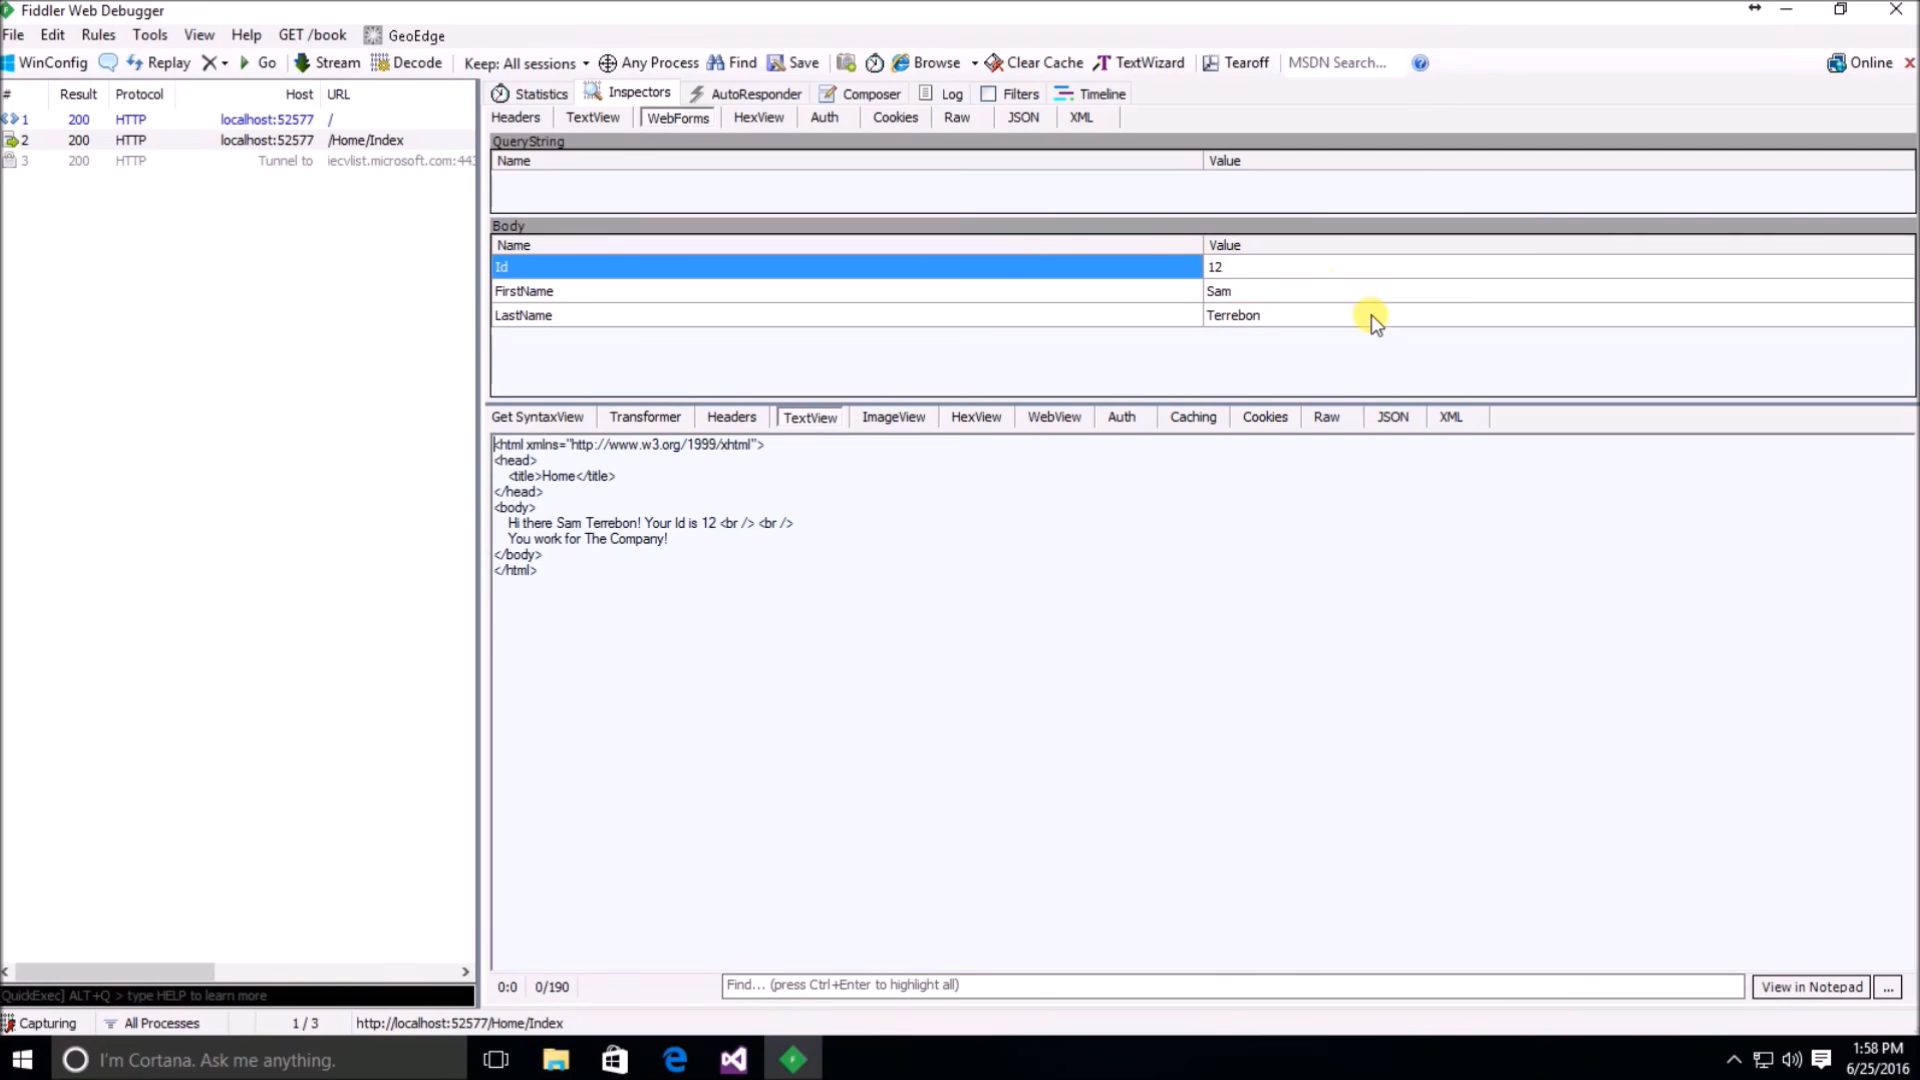 Fiddler Web Debugger
File Edit Rules Tools View Help GET /book GeoEdge
WinConfig Replay Go Stream Decode Keep: All sessions Any Process Find Save Browse Clear Cache TextWizard Tearoff MSDN Search... Online
# Result Protocol Host URL
1 200 HTTP localhost:52577 /
2 200 HTTP localhost:52577 /Home/Index
3 200 HTTP Tunnel to iecvlist.microsoft.com:443
Statistics Inspectors AutoResponder Composer Log Filters Timeline
Headers TextView WebForms HexView Auth Cookies Raw JSON XML
QueryString
Name Value
Body
Name Value
Id 12
FirstName Sam
LastName Terrebon
Get SyntaxView Transformer Headers TextView ImageView HexView WebView Auth Caching Cookies Raw JSON XML
<html xmlns="http://www.w3.org/1999/xhtml">
<head>
<title>Home</title>
</head>
<body>
Hi there Sam Terrebon! Your Id is 12 <br /> <br />
You work for The Company!
</body>
</html>
0:0 0/190 Find... (press Ctrl+Enter to highlight all) View in Notepad ...
QuickExec] ALT+Q > type HELP to learn more
Capturing All Processes 1 / 3 http://localhost:52577/Home/Index
I'm Cortana. Ask me anything.
1:58 PM
6/25/2016